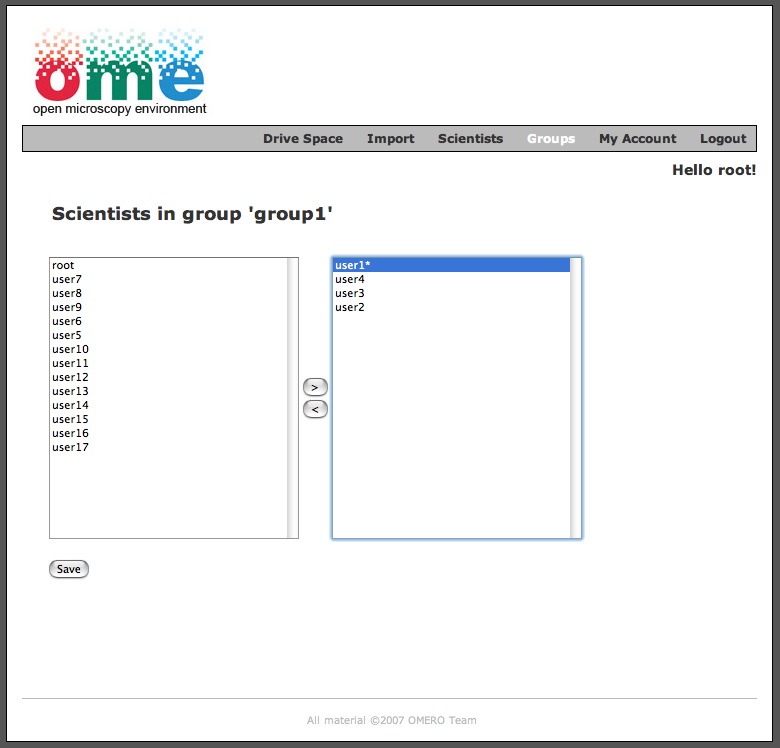 ome
open microscopy environment
Drive Space Import Scientists Groups My Account Logout
Hello root!
Scientists in group 'group1'
root
user7
user8
user9
user6
user5
user10
user11
user12
user13
user14
user15
user16
user17
>
<
user1*
user4
user3
user2
Save
All material ©2007 OMERO Team